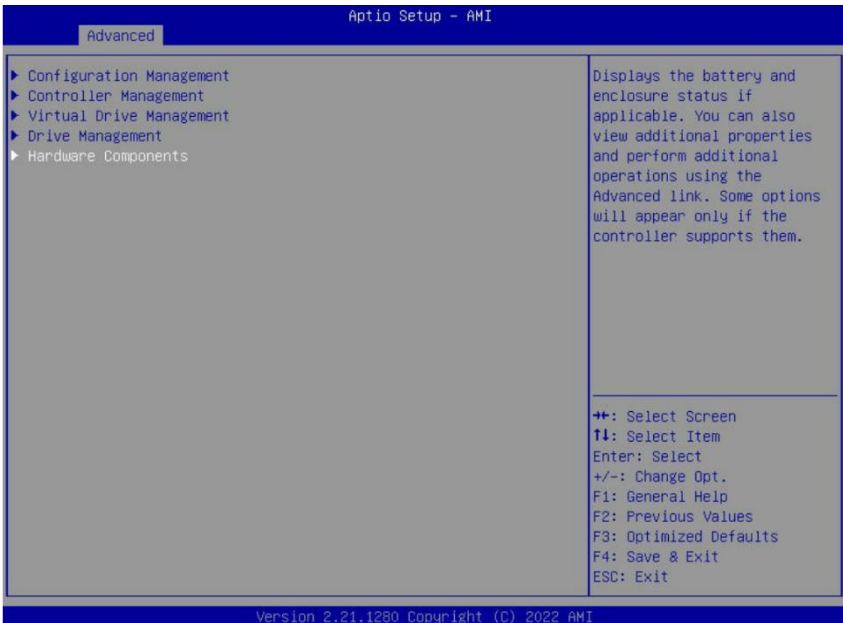 Aptio Setup – AMI
Advanced
▶ Configuration Management
▶ Controller Management
▶ Virtual Drive Management
▶ Drive Management
▶ Hardware Components
Displays the battery and
enclosure status if
applicable. You can also
view additional properties
and perform additional
operations using the
Advanced link. Some options
will appear only if the
controller supports them.
→←: Select Screen
↑↓: Select Item
Enter: Select
+/-: Change Opt.
F1: General Help
F2: Previous Values
F3: Optimized Defaults
F4: Save & Exit
ESC: Exit
Version 2.21.1280 Copyright (C) 2022 AMI